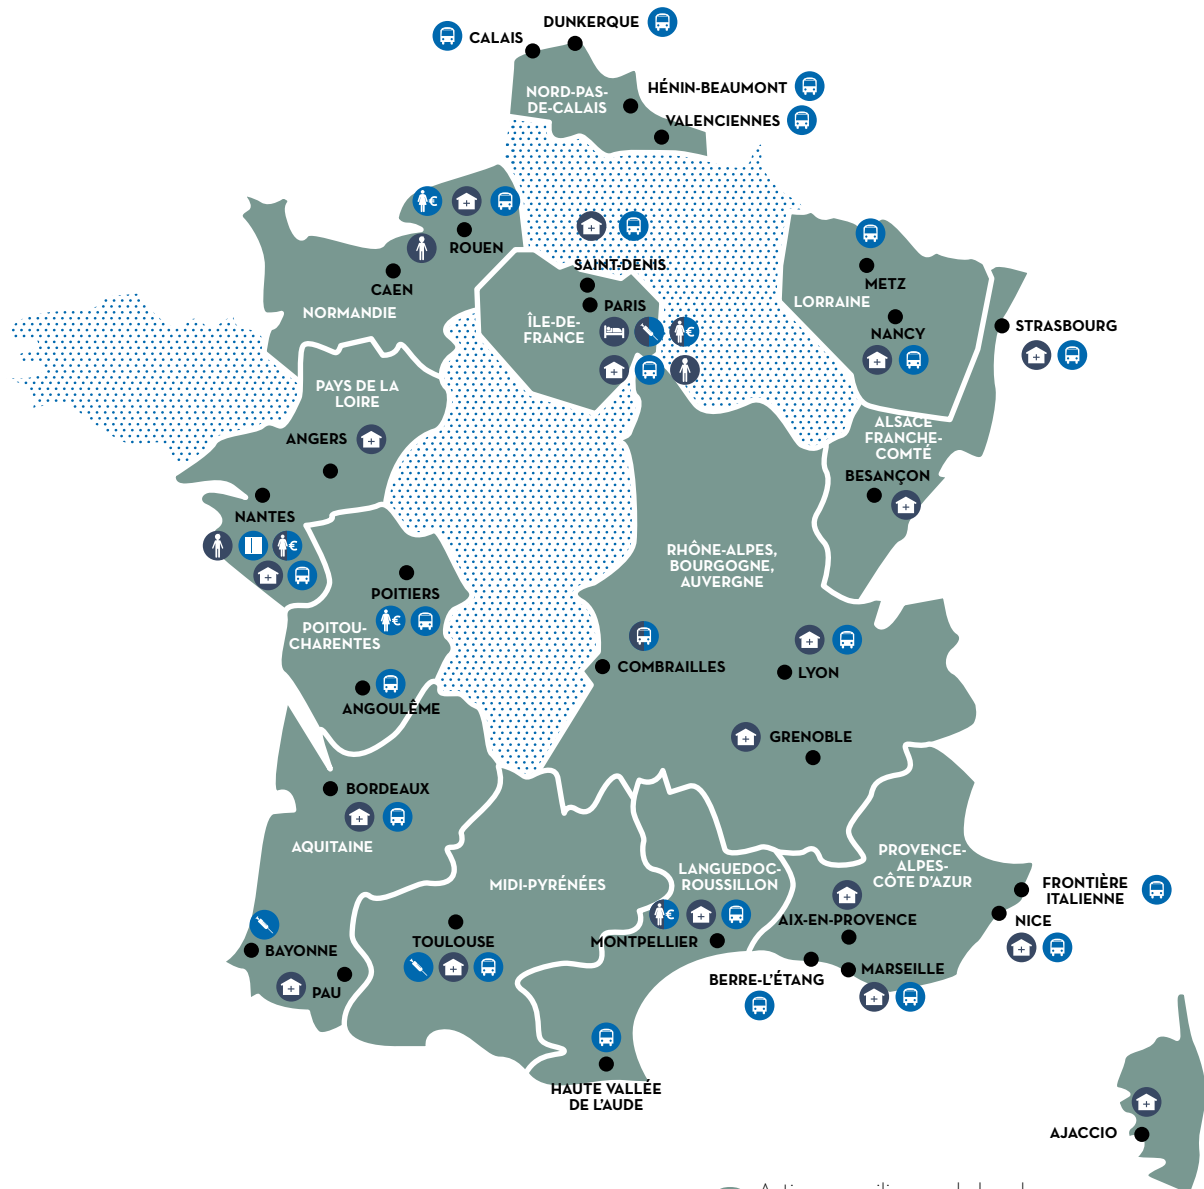 DUNKERQUE
CALAIS
HÉNIN-BEAUMONT
NORD-PAS-
DE-CALAIS
VALENCIENNES
€
ROUEN
SAINT-DENIS
CAEN
METZ
NORMANDIE
PARIS
LORRAINE
ÎLE-DE-
FRANCE
€
NANCY
STRASBOURG
PAYS DE LA
LOIRE
ANGERS
ALSACE
FRANCHE-
COMTÉ
BESANÇON
NANTES
€
RHÔNE-ALPES,
BOURGOGNE,
AUVERGNE
POITIERS
€
POITOU-
CHARENTES
COMBRAILLES
LYON
ANGOULÊME
GRENOBLE
BORDEAUX
AQUITAINE
PROVENCE-
ALPES-
CÔTE D'AZUR
MIDI-PYRÉNÉES
LANGUEDOC-
ROUSSILLON
FRONTIÈRE
ITALIENNE
€
AIX-EN-PROVENCE
NICE
TOULOUSE
MONTPELLIER
BAYONNE
MARSEILLE
BERRE-L'ÉTANG
PAU
HAUTE VALLÉE
DE L'AUDE
AJACCIO